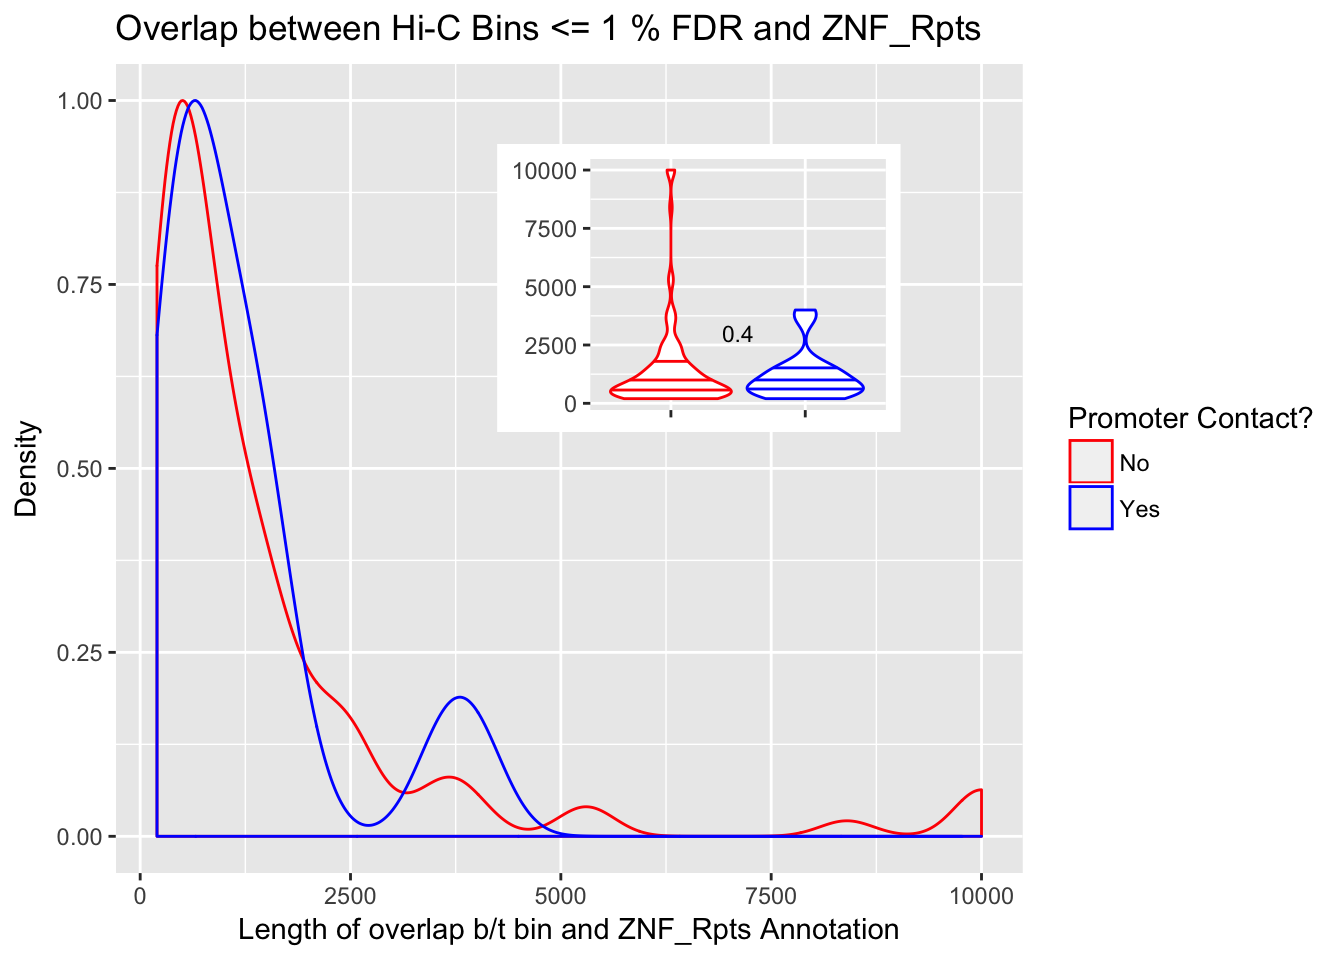 Overlap between Hi-C Bins <= 1 % FDR and ZNF_Rpts
1.00
0.75
0.50
0.25
0.00
Density
10000
7500
5000
2500
0
0.4
Promoter Contact?
No
Yes
0 2500 5000 7500 10000
Length of overlap b/t bin and ZNF_Rpts Annotation